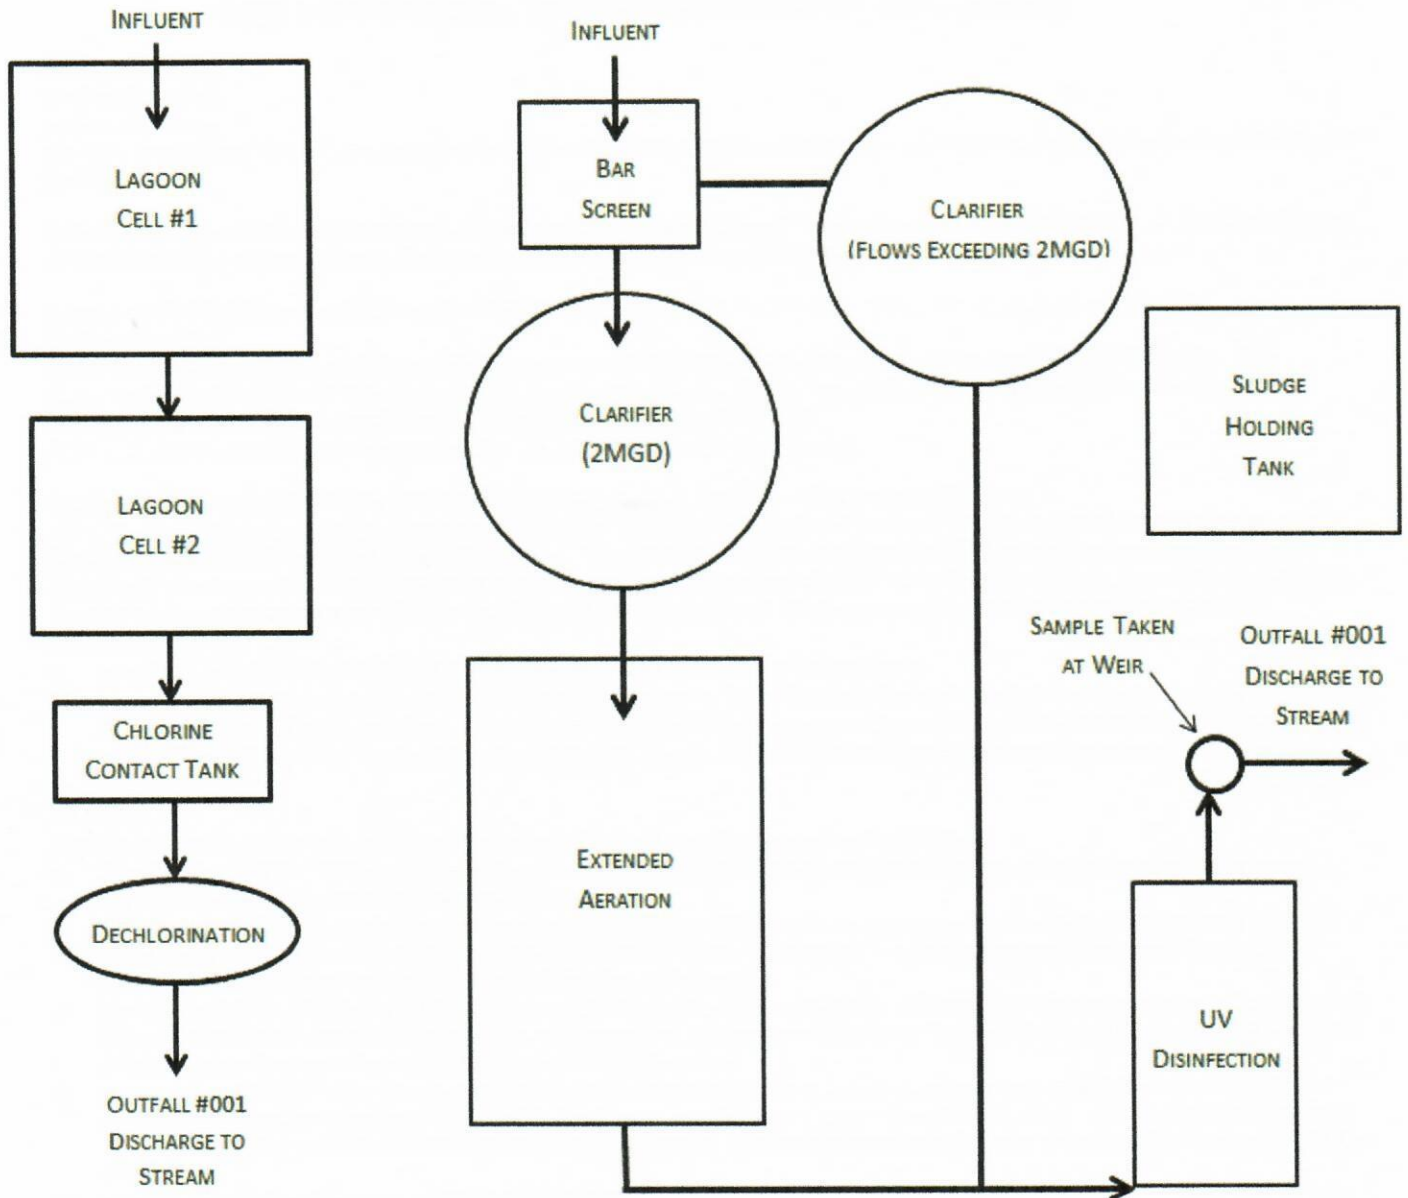 INFLUENT
LAGOON
CELL #1
LAGOON
CELL #2
CHLORINE
CONTACT TANK
DECHLORINATION
OUTFALL #001
DISCHARGE TO
STREAM
INFLUENT
BAR
SCREEN
CLARIFIER
(FLOWS EXCEEDING 2MGD)
CLARIFIER
(2MGD)
EXTENDED
AERATION
SLUDGE
HOLDING
TANK
SAMPLE TAKEN
AT WEIR
OUTFALL #001
DISCHARGE TO
STREAM
UV
DISINFECTION